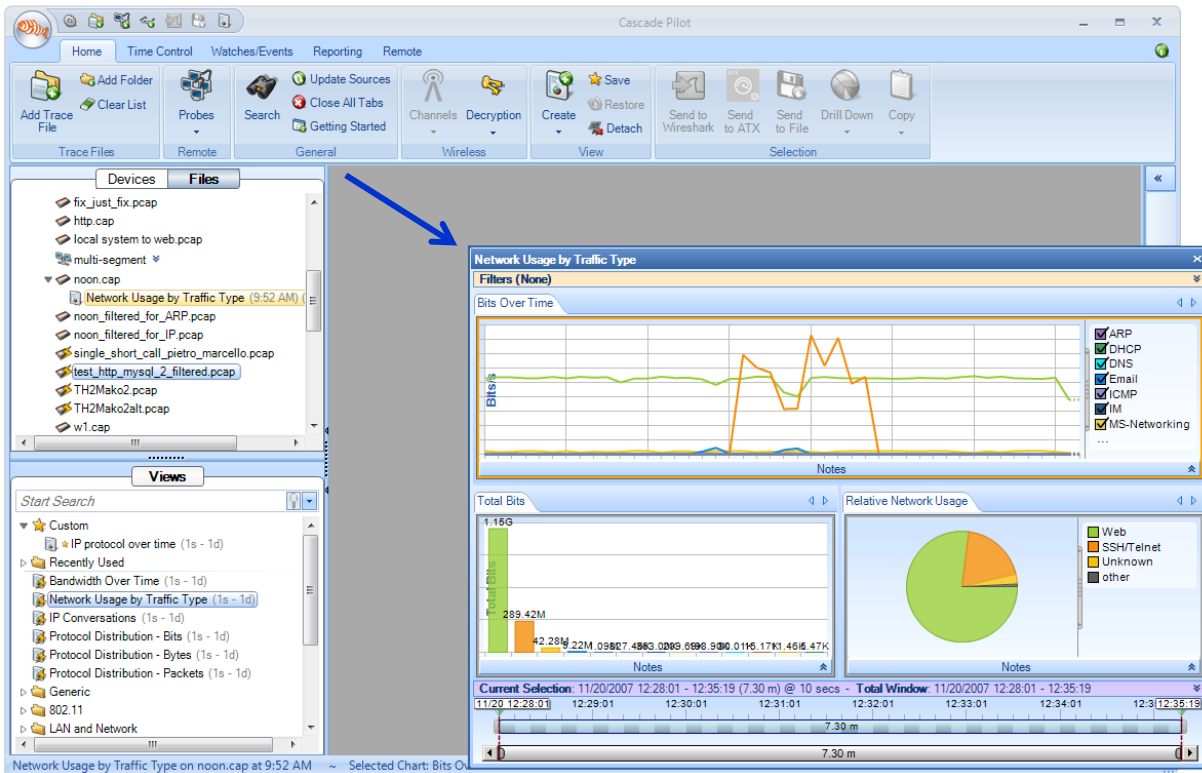 Cascade Pilot
Home Time Control Watches/Events Reporting Remote
Add Trace File
Add Folder
Clear List
Trace Files
Probes
Remote
Search
Update Sources
Close All Tabs
Getting Started
General
Channels
Decryption
Wireless
Create
Save
Restore
Detach
View
Send to Wireshark
Send to ATX
Send to File
Drill Down
Copy
Selection
Devices Files
fix_just_fix.pcap
http.cap
local system to web.pcap
multi-segment
noon.cap
Network Usage by Traffic Type (9:52 AM) (
noon_filtered_for_ARP.pcap
noon_filtered_for_IP.pcap
single_short_call_pietro_marcello.pcap
test_http_mysql_2_filtered.pcap
TH2Mako2.pcap
TH2Mako2alt.pcap
w1.cap
Views
Start Search
Custom
IP protocol over time (1s - 1d)
Recently Used
Bandwidth Over Time (1s - 1d)
Network Usage by Traffic Type (1s - 1d)
IP Conversations (1s - 1d)
Protocol Distribution - Bits (1s - 1d)
Protocol Distribution - Bytes (1s - 1d)
Protocol Distribution - Packets (1s - 1d)
Generic
802.11
LAN and Network
Network Usage by Traffic Type
Filters (None)
Bits Over Time
Bits/s
ARP
DHCP
DNS
Email
ICMP
IM
MS-Networking
...
Notes
Total Bits
1.15G
Total Bits
289.42M
42.28M
9.22M
Notes
Relative Network Usage
Web
SSH/Telnet
Unknown
other
Notes
Current Selection: 11/20/2007 12:28:01 - 12:35:19 (7.30 m) @ 10 secs - Total Window: 11/20/2007 12:28:01 - 12:35:19
11/20 12:28:01 12:29:01 12:30:01 12:31:01 12:32:01 12:33:01 12:34:01 12:3 12:35:19
7.30 m
7.30 m
Network Usage by Traffic Type on noon.cap at 9:52 AM ~ Selected Chart: Bits Ov